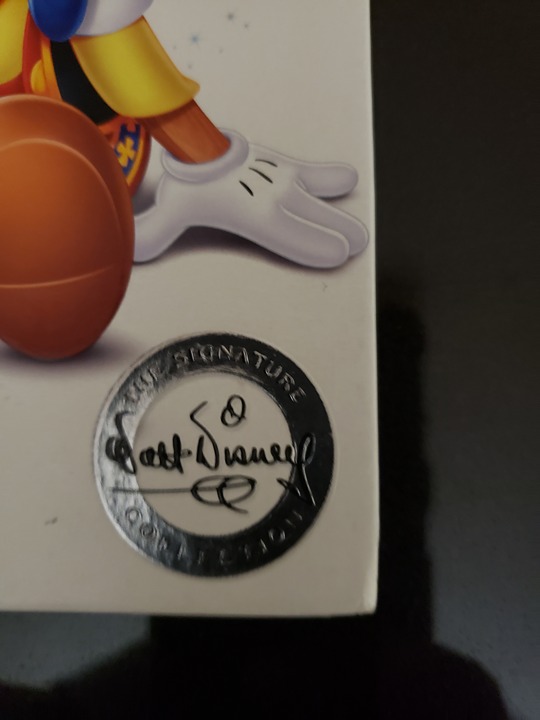 THE SIGNATURE
Walt Disney
COLLECTION